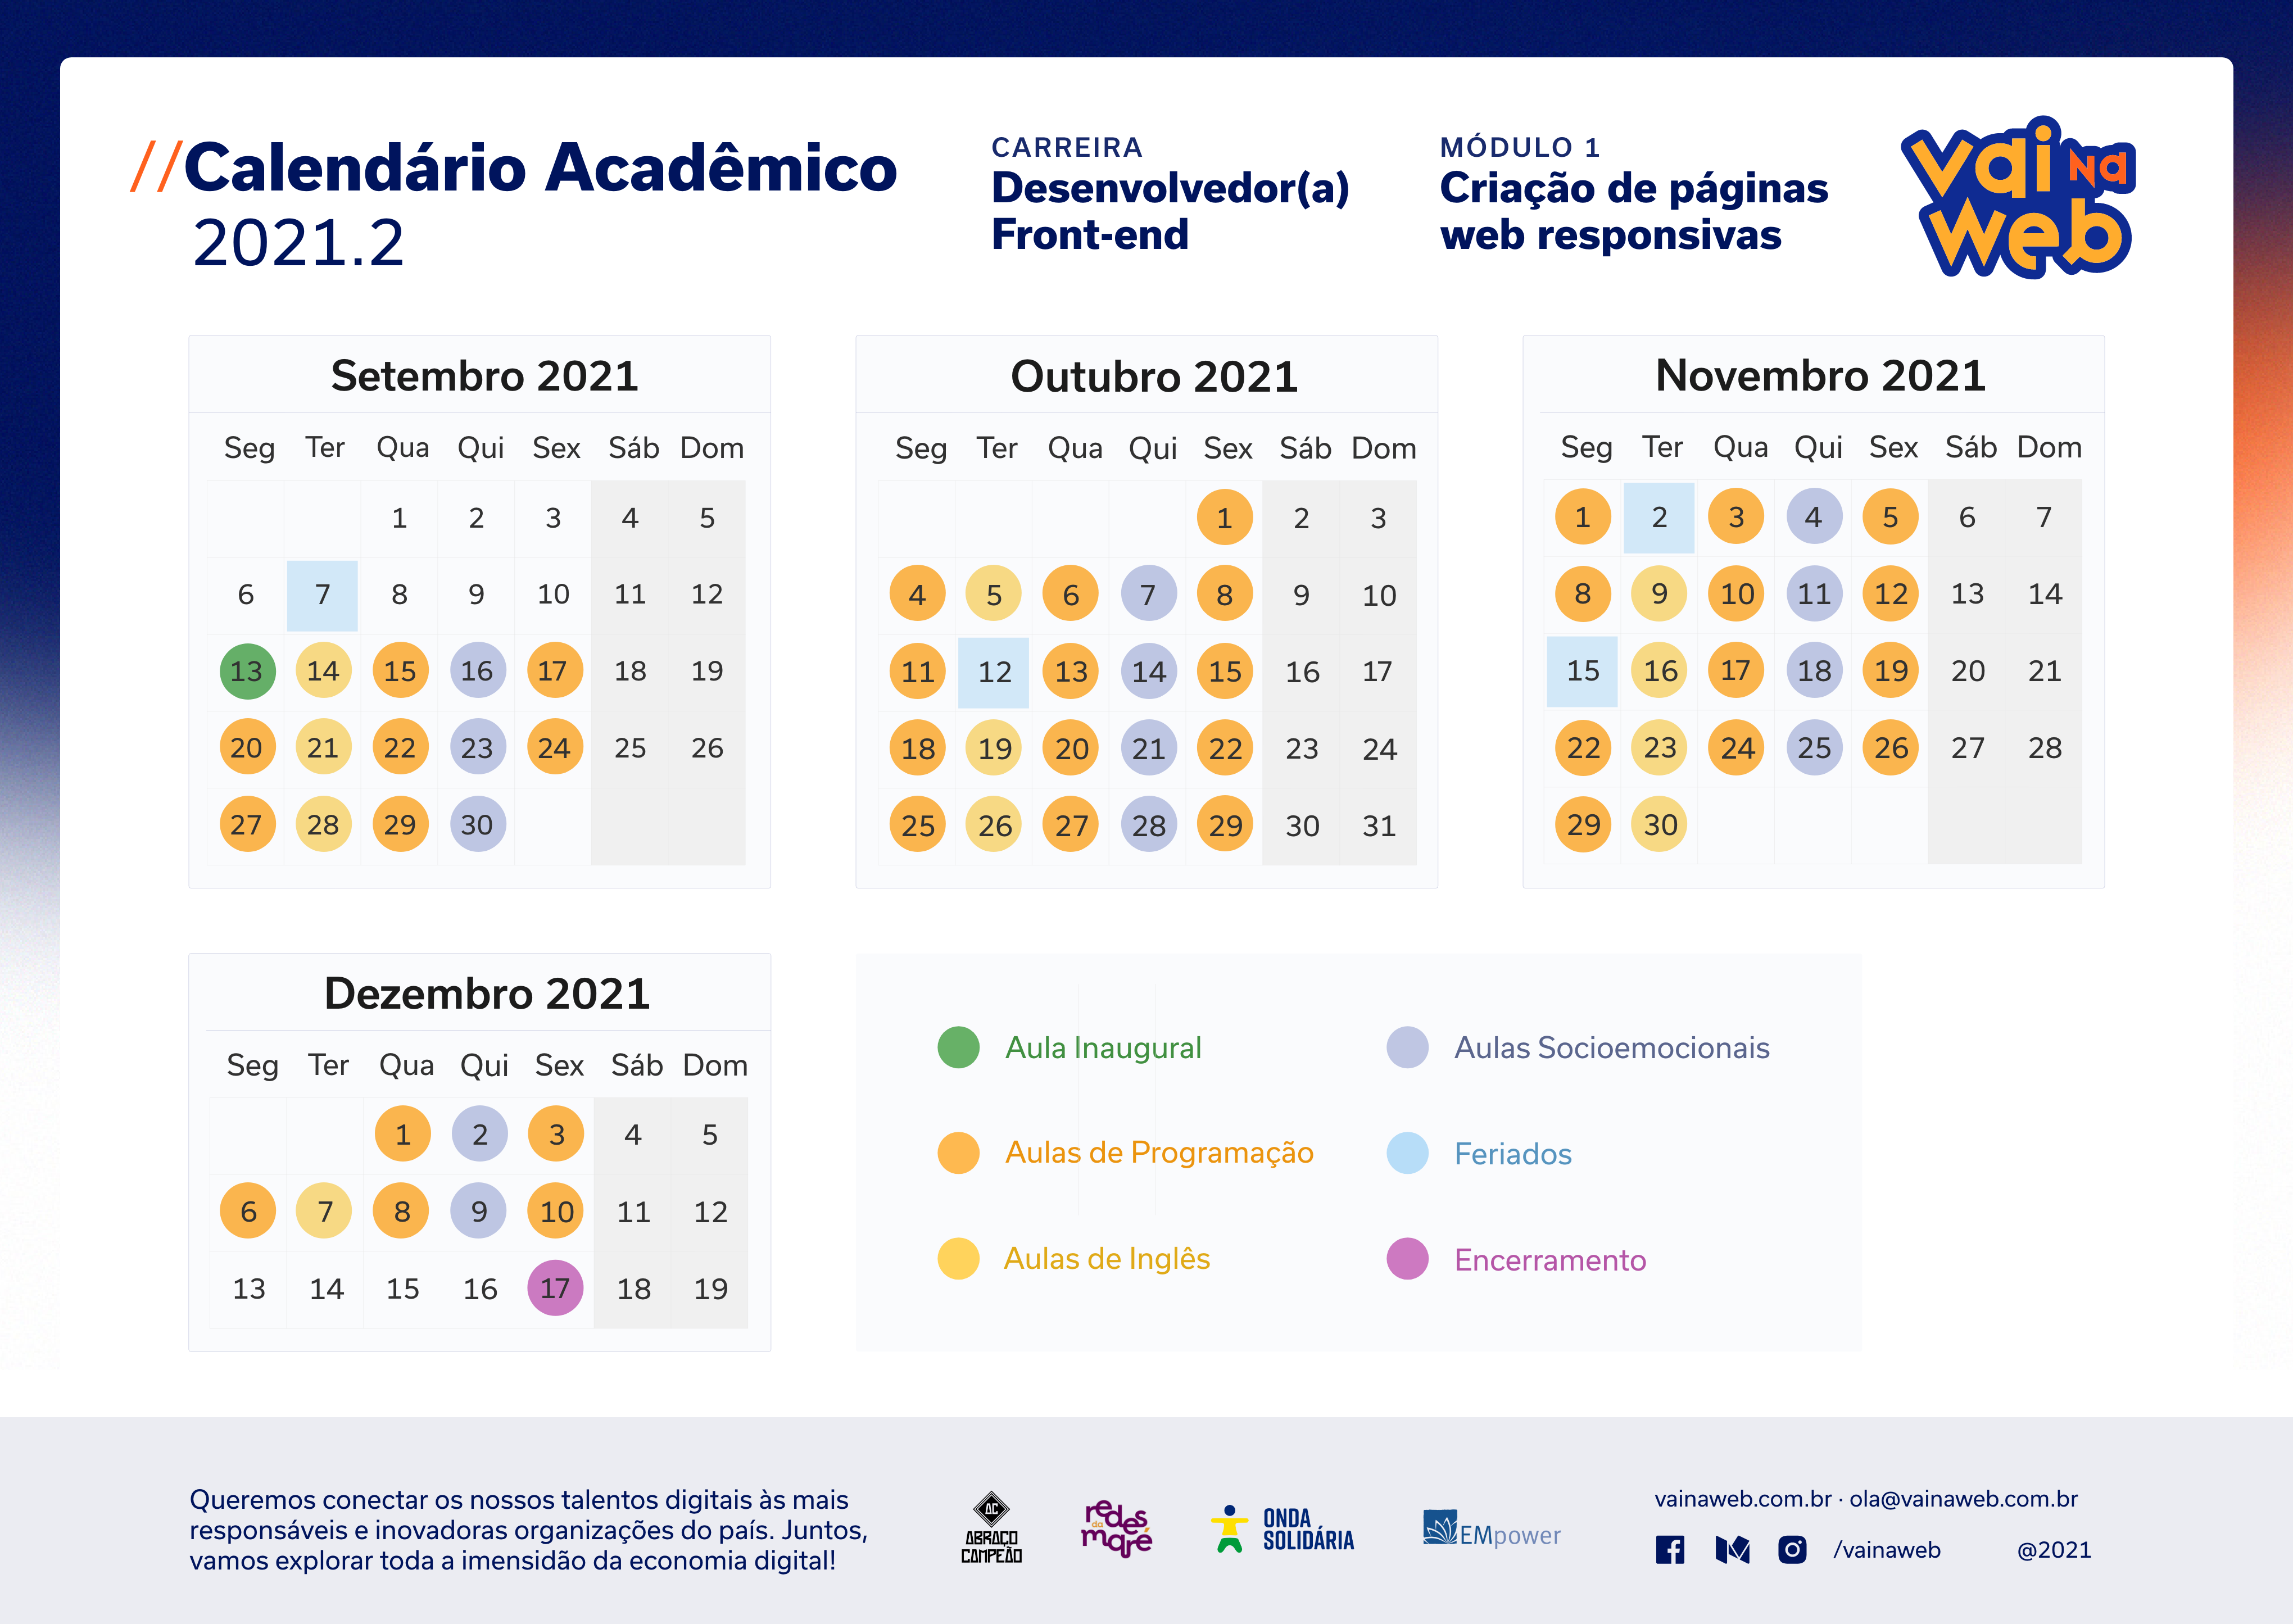 //Calendário Acadêmico
2021.2
CARREIRA
Desenvolvedor(a)
Front-end
MÓDULO 1
Criação de páginas
web responsivas
vai na
web
Setembro 2021
Seg Ter Qua Qui Sex Sáb Dom
1 2 3 4 5
6 7 8 9 10 11 12
13 14 15 16 17 18 19
20 21 22 23 24 25 26
27 28 29 30
Outubro 2021
Seg Ter Qua Qui Sex Sáb Dom
1 2 3
4 5 6 7 8 9 10
11 12 13 14 15 16 17
18 19 20 21 22 23 24
25 26 27 28 29 30 31
Novembro 2021
Seg Ter Qua Qui Sex Sáb Dom
1 2 3 4 5 6 7
8 9 10 11 12 13 14
15 16 17 18 19 20 21
22 23 24 25 26 27 28
29 30
Dezembro 2021
Seg Ter Qua Qui Sex Sáb Dom
1 2 3 4 5
6 7 8 9 10 11 12
13 14 15 16 17 18 19
Aula Inaugural
Aulas de Programação
Aulas de Inglês
Aulas Socioemocionais
Feriados
Encerramento
Queremos conectar os nossos talentos digitais às mais
responsáveis e inovadoras organizações do país. Juntos,
vamos explorar toda a imensidão da economia digital!
AC
ABRAÇO
CAMPEÃO
redes
da
maré
ONDA
SOLIDÁRIA
EMpower
vainaweb.com.br · ola@vainaweb.com.br
/vainaweb
@2021